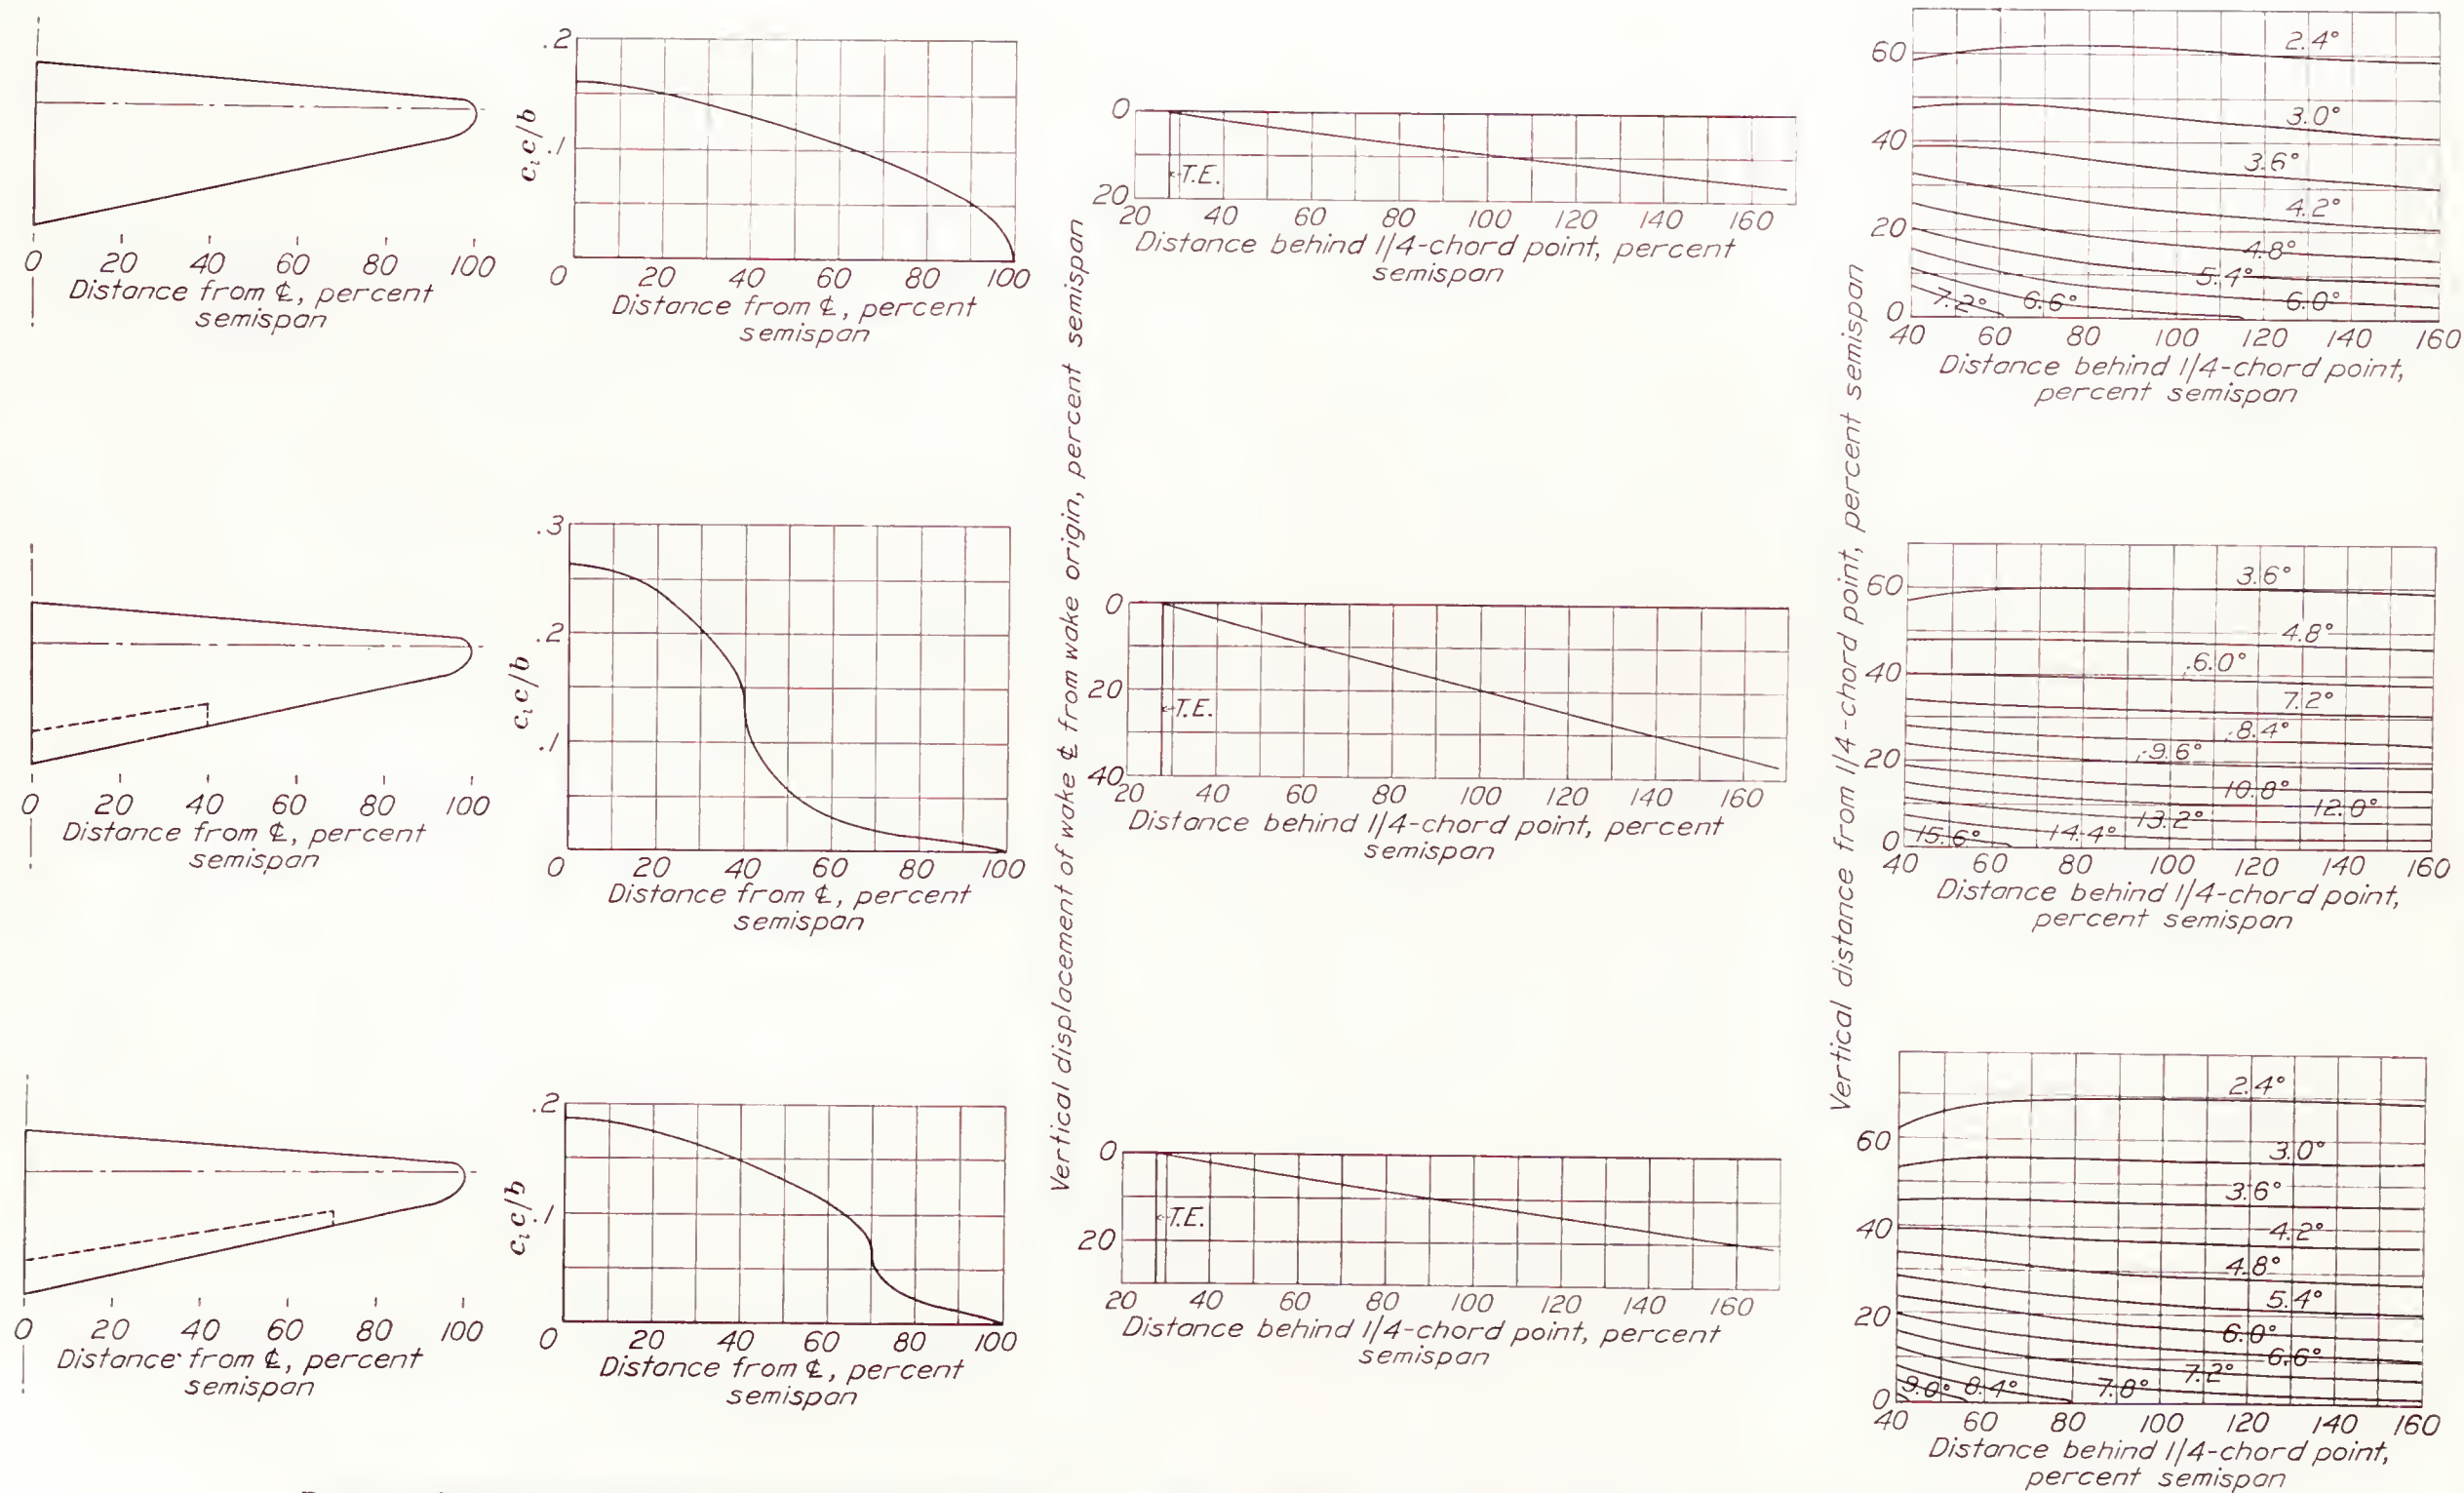 0 20 40 60 80 100
Distance from ℄, percent
semispan
.2
.1
c_l c/b
0 20 40 60 80 100
Distance from ℄, percent
semispan
Vertical displacement of wake ℄ from wake origin, percent semispan
0
20
T.E.
20 40 60 80 100 120 140 160
Distance behind 1/4-chord point, percent
semispan
Vertical distance from 1/4-chord point, percent semispan
60
40
20
0
2.4°
3.0°
3.6°
4.2°
4.8°
5.4°
7.2° 6.6° 6.0°
40 60 80 100 120 140 160
Distance behind 1/4-chord point,
percent semispan
0 20 40 60 80 100
Distance from ℄, percent
semispan
.3
.2
.1
c_l c/b
0 20 40 60 80 100
Distance from ℄, percent
semispan
0
20
40
T.E.
20 40 60 80 100 120 140 160
Distance behind 1/4-chord point, percent
semispan
60
40
20
0
3.6°
4.8°
6.0°
7.2°
8.4°
9.6°
10.8°
12.0°
15.6° 14.4° 13.2°
40 60 80 100 120 140 160
Distance behind 1/4-chord point,
percent semispan
0 20 40 60 80 100
Distance from ℄, percent
semispan
.2
.1
c_l c/b
0 20 40 60 80 100
Distance from ℄, percent
semispan
0
20
T.E.
20 40 60 80 100 120 140 160
Distance behind 1/4-chord point, percent
semispan
60
40
20
0
2.4°
3.0°
3.6°
4.2°
4.8°
5.4°
6.0°
6.6°
7.2°
9.0° 8.4° 7.8°
40 60 80 100 120 140 160
Distance behind 1/4-chord point,
percent semispan